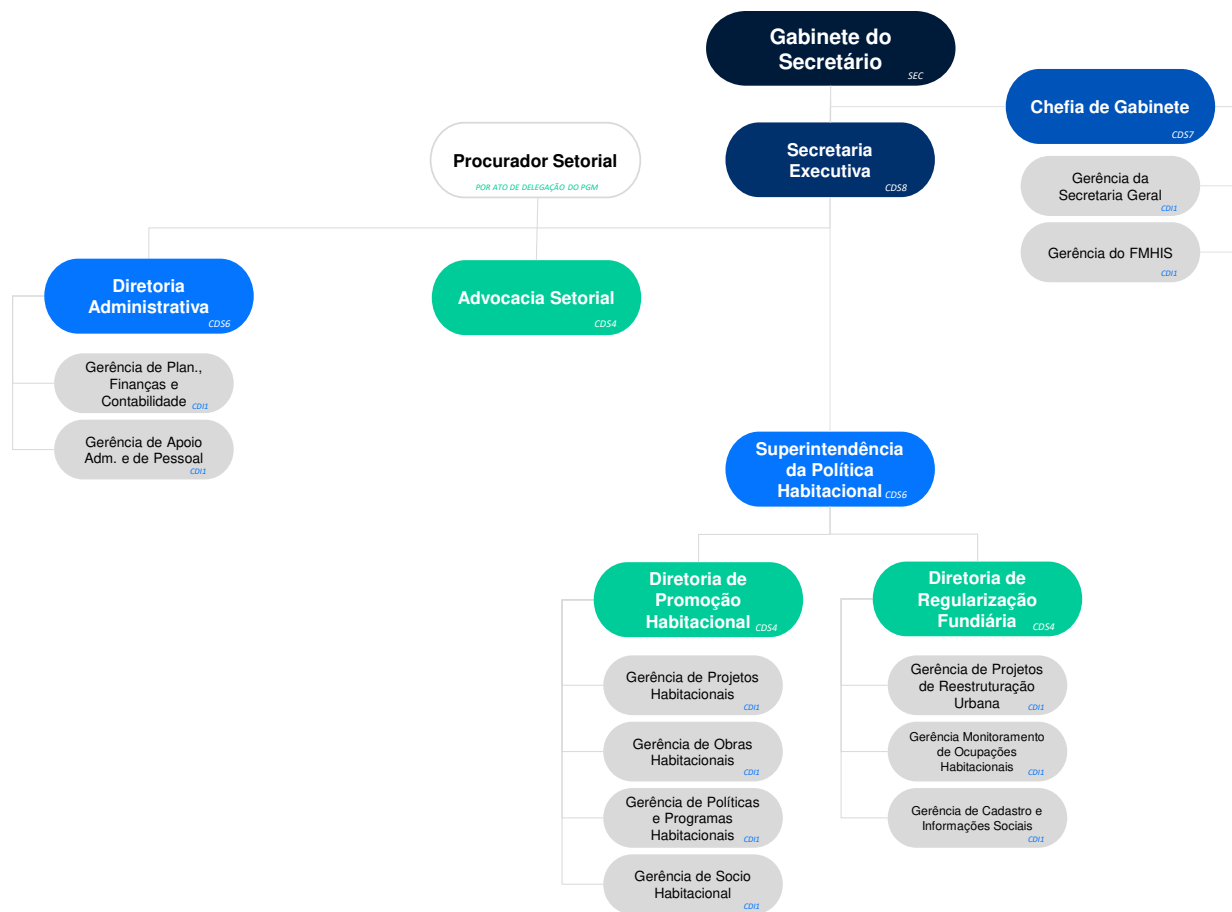 Gabinete do
Secretário
SEC
Chefia de Gabinete
CDS7
Procurador Setorial
POR ATO DE DELEGAÇÃO DO PGM
Secretaria
Executiva
CDS8
Gerência da
Secretaria Geral
CDI1
Gerência do FMHIS
CDI1
Diretoria
Administrativa
CDS6
Advocacia Setorial
CDS4
Gerência de Plan.,
Finanças e
Contabilidade CDI1
Gerência de Apoio
Adm. e de Pessoal
CDI1
Superintendência
da Política
Habitacional CDS6
Diretoria de
Promoção
Habitacional CDS4
Diretoria de
Regularização
Fundiária CDS4
Gerência de Projetos
Habitacionais
CDI1
Gerência de Obras
Habitacionais
CDI1
Gerência de Políticas
e Programas
Habitacionais CDI1
Gerência de Socio
Habitacional
CDI1
Gerência de Projetos
de Reestruturação
Urbana CDI1
Gerência Monitoramento
de Ocupações
Habitacionais CDI1
Gerência de Cadastro e
Informações Sociais
CDI1